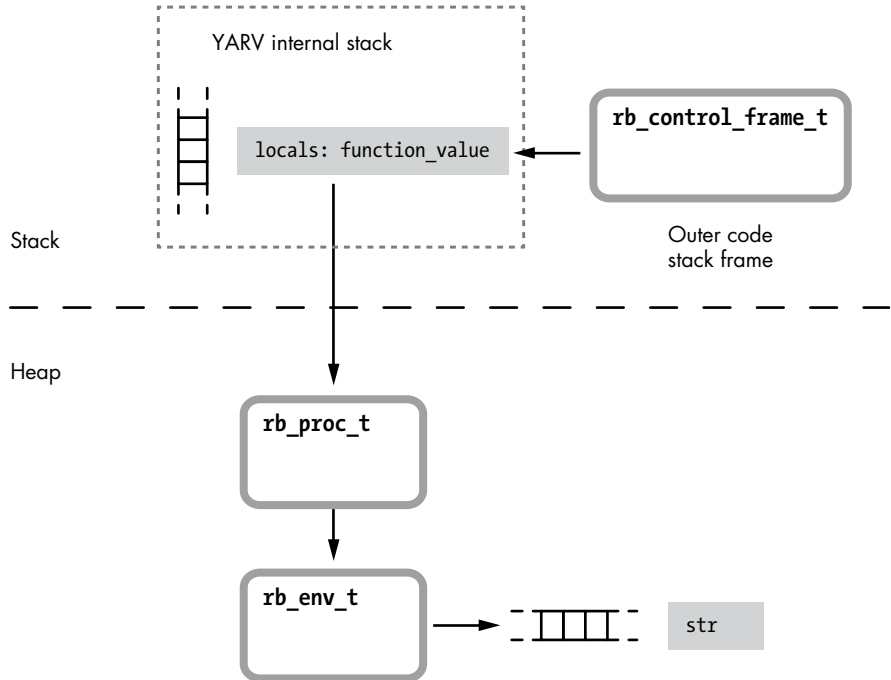 YARV internal stack
rb_control_frame_t
locals: function_value
Outer code
stack frame
Stack
Heap
rb_proc_t
rb_env_t
str